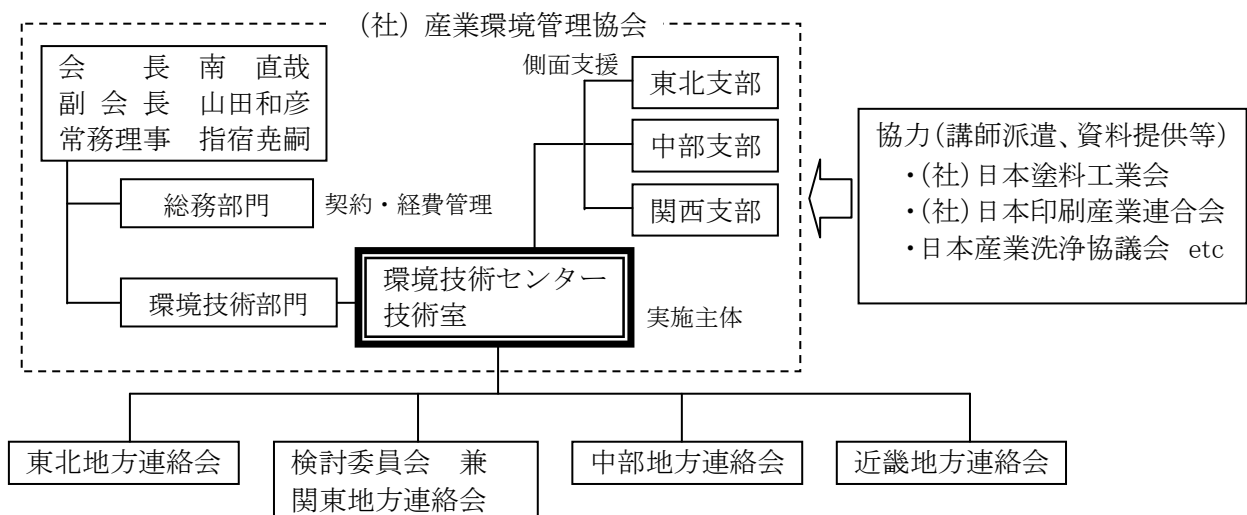 (社)産業環境管理協会
会 長 南 直哉
副 会 長 山田和彦
常務理事 指宿尭嗣
総務部門
契約・経費管理
環境技術部門
環境技術センター
技術室
実施主体
側面支援
東北支部
中部支部
関西支部
協力(講師派遣、資料提供等)
・(社)日本塗料工業会
・(社)日本印刷産業連合会
・日本産業洗浄協議会 etc
東北地方連絡会
検討委員会 兼
関東地方連絡会
中部地方連絡会
近畿地方連絡会